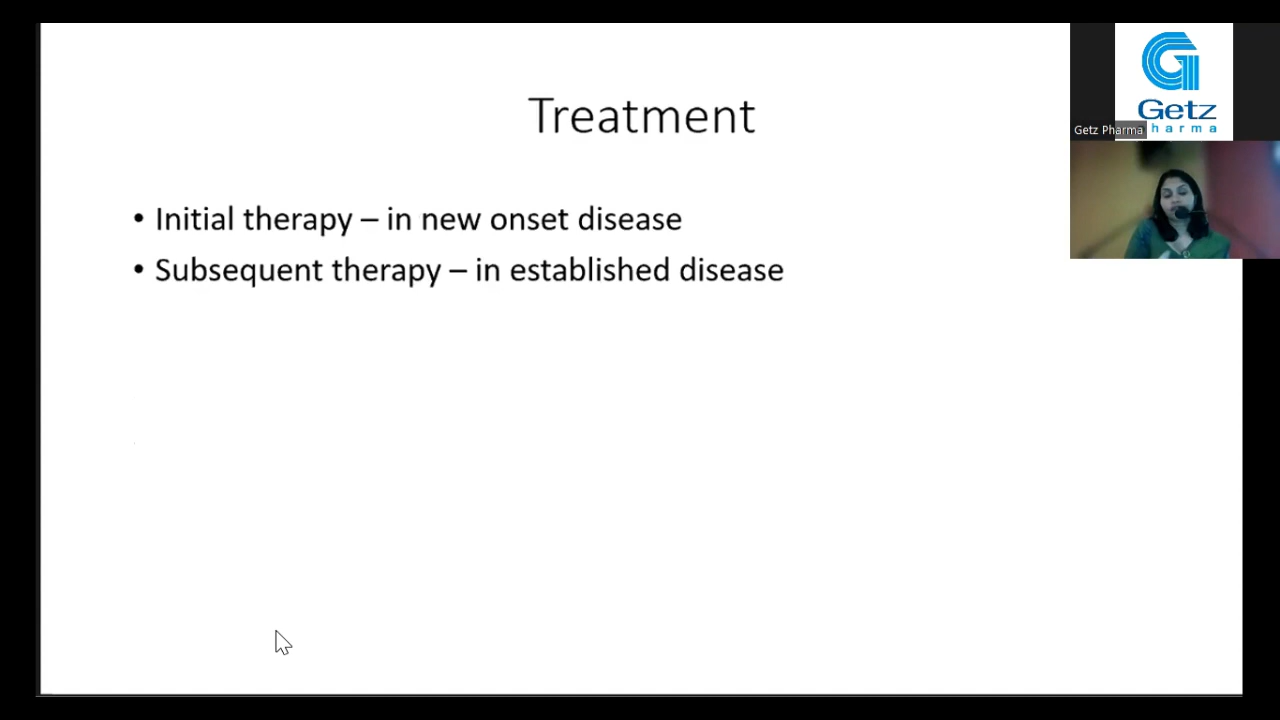 Treatment
• Initial therapy – in new onset disease
• Subsequent therapy – in established disease
Getz
harma
Getz Pharma